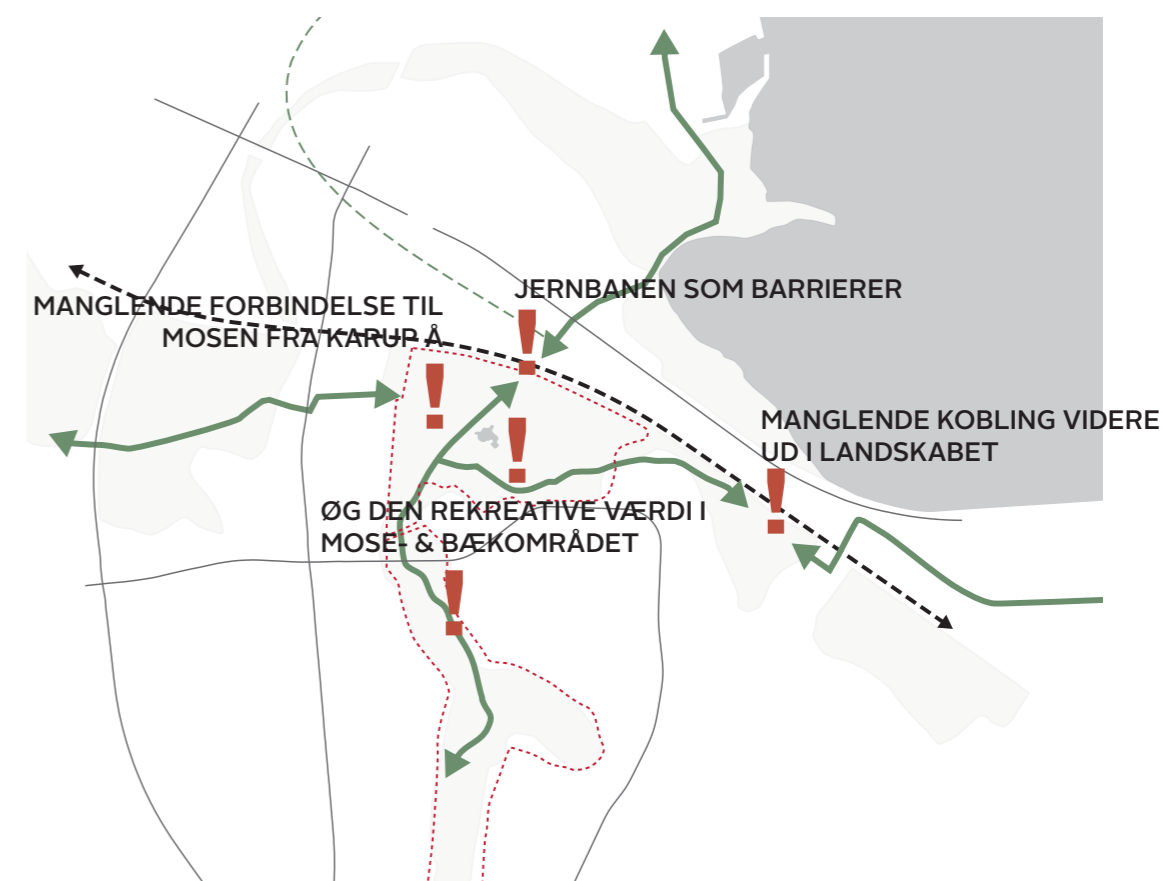 JERNBANEN SOM BARRIERER
MANGLENDE FORBINDELSE TIL
MOSEN FRA KARUP Å
MANGLENDE KOBLING VIDERE
UD I LANDSKABET
ØG DEN REKREATIVE VÆRDI I
MOSE- & BÆKOMRÅDET